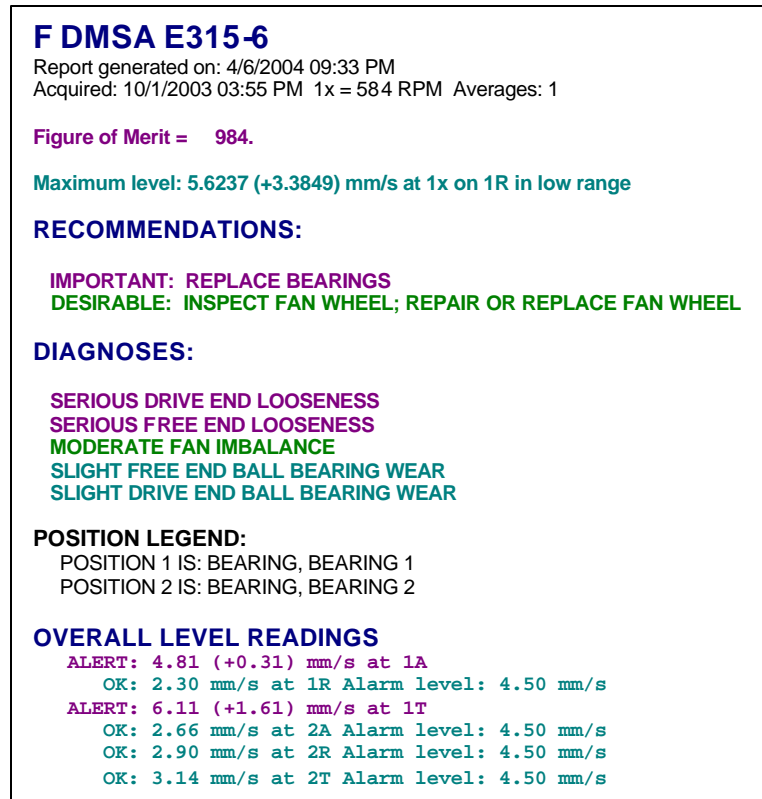 F DMSA E315-6
Report generated on: 4/6/2004 09:33 PM
Acquired: 10/1/2003 03:55 PM 1x = 584 RPM Averages: 1
Figure of Merit = 984.
Maximum level: 5.6237 (+3.3849) mm/s at 1x on 1R in low range
RECOMMENDATIONS:
IMPORTANT: REPLACE BEARINGS
DESIRABLE: INSPECT FAN WHEEL; REPAIR OR REPLACE FAN WHEEL
DIAGNOSES:
SERIOUS DRIVE END LOOSENESS
SERIOUS FREE END LOOSENESS
MODERATE FAN IMBALANCE
SLIGHT FREE END BALL BEARING WEAR
SLIGHT DRIVE END BALL BEARING WEAR
POSITION LEGEND:
POSITION 1 IS: BEARING, BEARING 1
POSITION 2 IS: BEARING, BEARING 2
OVERALL LEVEL READINGS
ALERT: 4.81 (+0.31) mm/s at 1A
OK: 2.30 mm/s at 1R Alarm level: 4.50 mm/s
ALERT: 6.11 (+1.61) mm/s at 1T
OK: 2.66 mm/s at 2A Alarm level: 4.50 mm/s
OK: 2.90 mm/s at 2R Alarm level: 4.50 mm/s
OK: 3.14 mm/s at 2T Alarm level: 4.50 mm/s